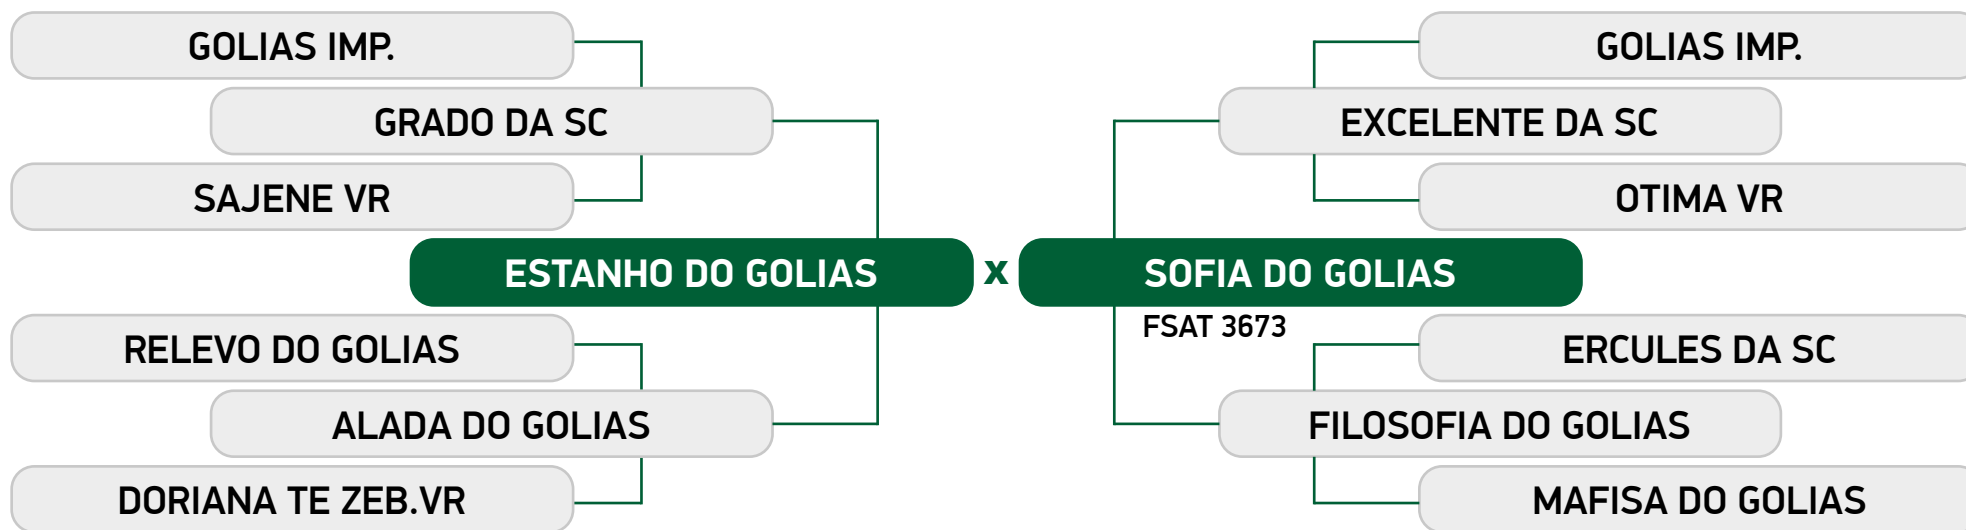 GOLIAS IMP.
GOLIAS IMP.
GRADO DA SC
EXCELENTE DA SC
SAJENE VR
OTIMA VR
ESTANHO DO GOLIAS x SOFIA DO GOLIAS
FSAT 3673
RELEVO DO GOLIAS
ERCULES DA SC
ALADA DO GOLIAS
FILOSOFIA DO GOLIAS
DORIANA TE ZEB.VR
MAFISA DO GOLIAS